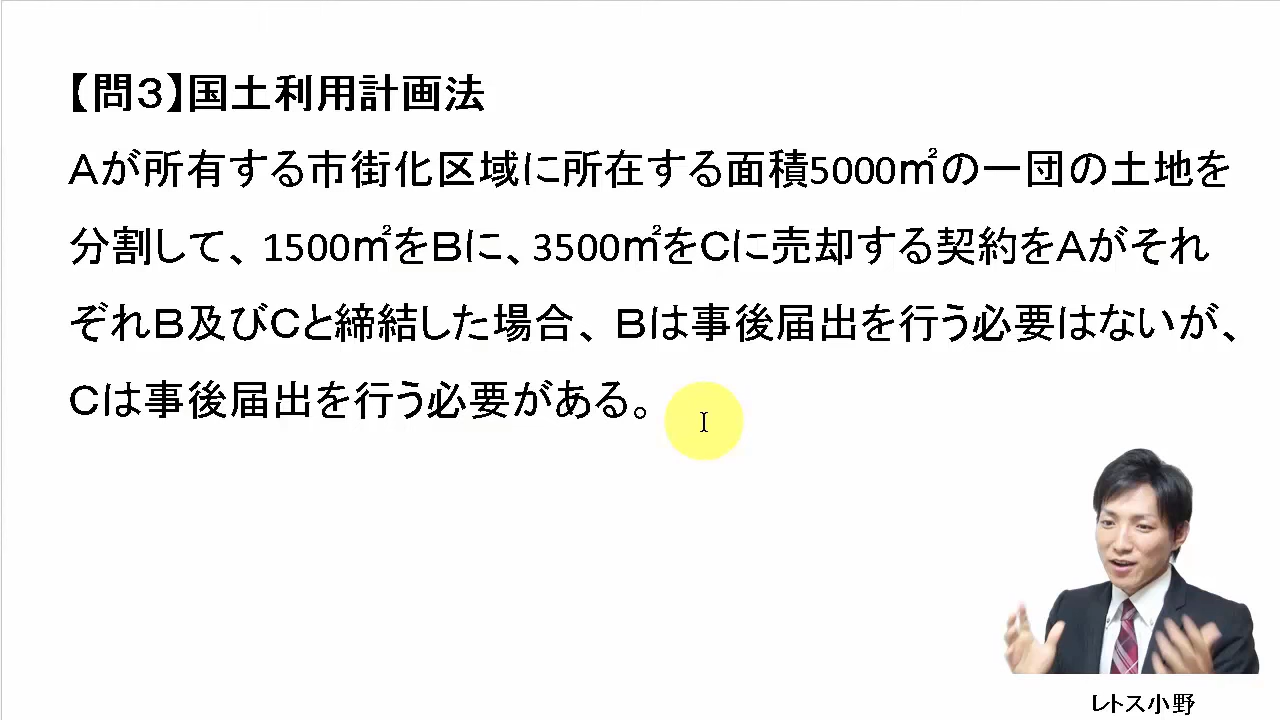 【問３】国土利用計画法
Ａが所有する市街化区域に所在する面積5000㎡の一団の土地を
分割して、1500㎡をＢに、3500㎡をＣに売却する契約をＡがそれ
ぞれＢ及びＣと締結した場合、Ｂは事後届出を行う必要はないが、
Ｃは事後届出を行う必要がある。
レトス小野